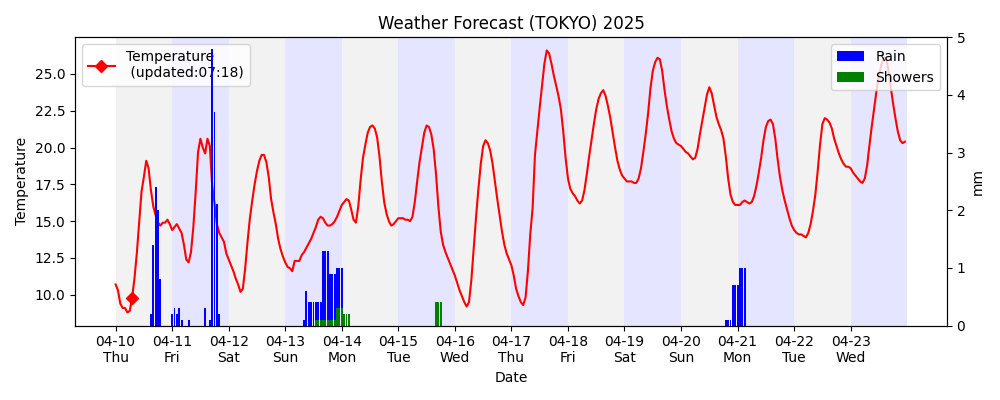 Weather Forecast (TOKYO) 2025
Temperature
(updated:07:18)
Rain
Showers
Temperature
25.0
22.5
20.0
17.5
15.0
12.5
10.0
5
4
3
2
1
0
mm
04-10 04-11 04-12 04-13 04-14 04-15 04-16 04-17 04-18 04-19 04-20 04-21 04-22 04-23
Thu Fri Sat Sun Mon Tue Wed Thu Fri Sat Sun Mon Tue Wed
Date